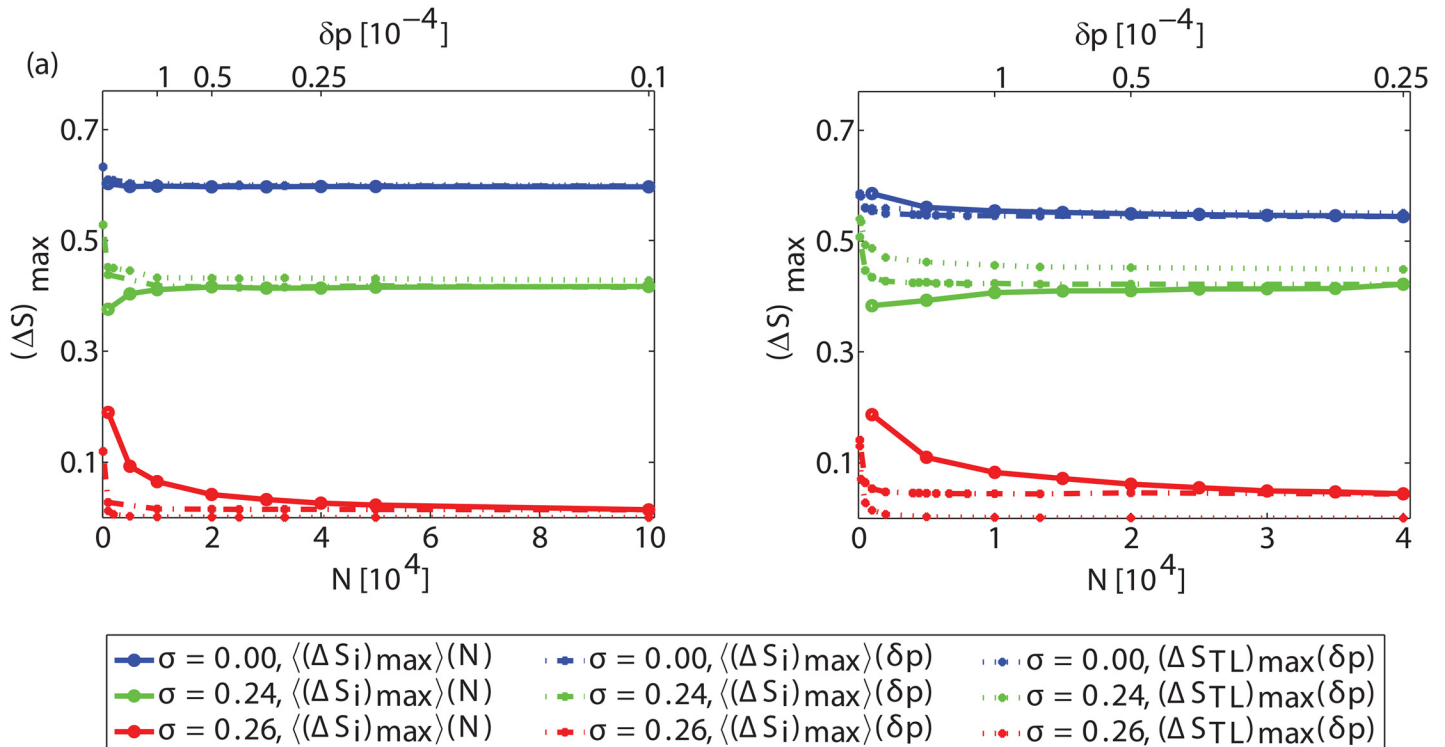 δp [10⁻⁴]
δp [10⁻⁴]
(a)
1 0.5 0.25 0.1
1 0.5 0.25
0.7
0.5
0.3
0.1
(ΔS)max
0 2 4 6 8 10
N [10⁴]
0.7
0.5
0.3
0.1
(ΔS)max
0 1 2 3 4
N [10⁴]
σ = 0.00, ⟨(ΔSi)max⟩(N) σ = 0.00, ⟨(ΔSi)max⟩(δp) σ = 0.00, (ΔSTL)max(δp)
σ = 0.24, ⟨(ΔSi)max⟩(N) σ = 0.24, ⟨(ΔSi)max⟩(δp) σ = 0.24, (ΔSTL)max(δp)
σ = 0.26, ⟨(ΔSi)max⟩(N) σ = 0.26, ⟨(ΔSi)max⟩(δp) σ = 0.26, (ΔSTL)max(δp)